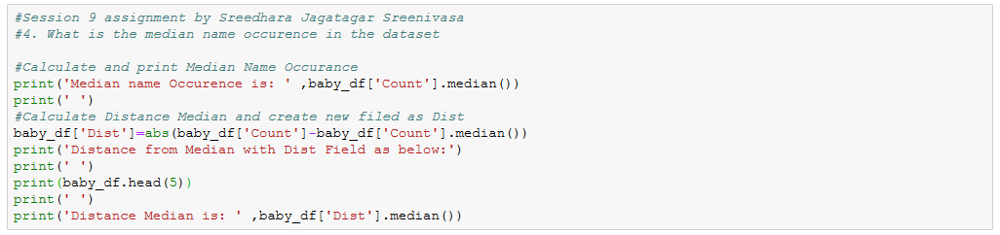 #Session 9 assignment by Sreedhara Jagatagar Sreenivasa
#4. What is the median name occurence in the dataset
#Calculate and print Median Name Occurance
print('Median name Occurence is: ' ,baby_df['Count'].median())
print(' ')
#Calculate Distance Median and create new filed as Dist
baby_df['Dist']=abs(baby_df['Count']-baby_df['Count'].median())
print('Distance from Median with Dist Field as below:')
print(' ')
print(baby_df.head(5))
print(' ')
print('Distance Median is: ' ,baby_df['Dist'].median())